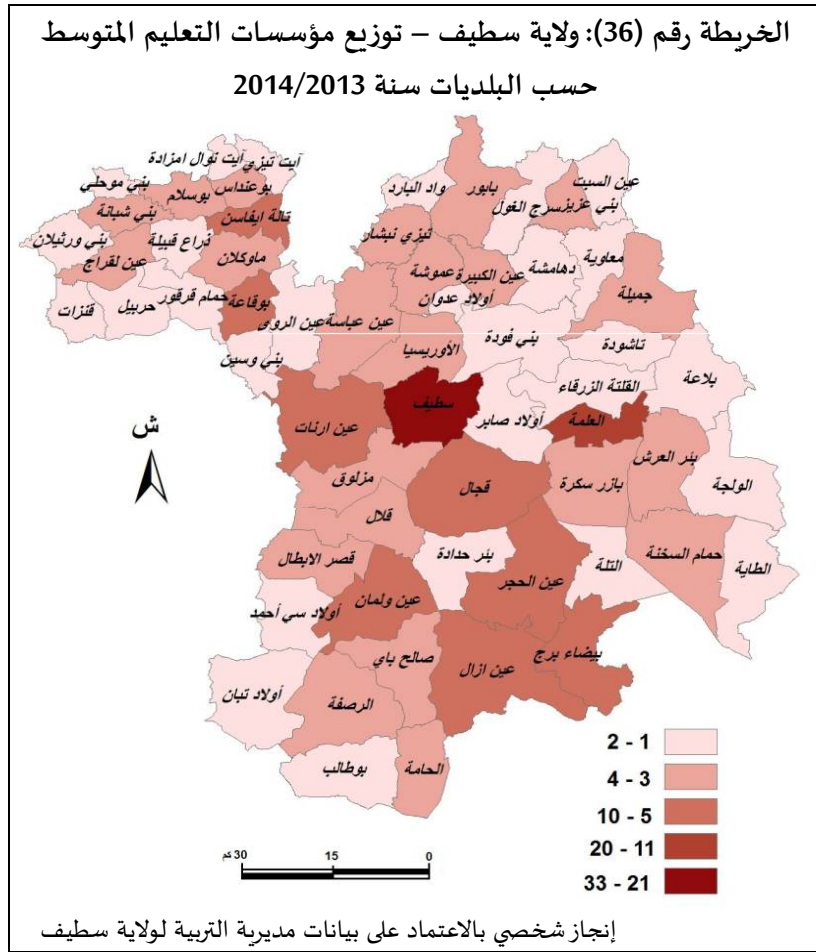 الخريطة رقم (36): ولاية سطيف – توزيع مؤسسات التعليم المتوسط
حسب البلديات سنة 2014/2013
آيت تيزي
آيت نوال امزادة
بني موحلي
بوعنداس
بوسلام
تالة ايفاسن
بني شبانة
ذراع قبيلة
بني ورثيلان
عين لقراج
ماوكلان
بوقاعة
حمام قرقور
حربيل
قنزات
عين الروى
بني وسين
عين السبت
بابور
واد البارد
سرج الغول
بني عزيز
تيزي نبشار
معاوية
دهامشة
عموشة
عين الكبيرة
أولاد عدوان
جميلة
عين عباسة
الأوريسيا
بني فودة
تاشودة
بلاعة
القلتة الزرقاء
سطيف
أولاد صابر
العلمة
عين ارنات
بئر العرش
مزلوق
قجال
بازر سكرة
الولجة
قلال
قصر الابطال
بئر حدادة
عين الحجر
التلة
حمام السخنة
الطاية
عين ولمان
أولاد سي أحمد
صالح باي
عين ازال
بيضاء برج
أولاد تبان
الرصفة
بوطالب
الحامة
ش
2 - 1
4 - 3
10 - 5
20 - 11
33 - 21
30 كم
15
0
إنجاز شخصي بالاعتماد على بيانات مديرية التربية لولاية سطيف